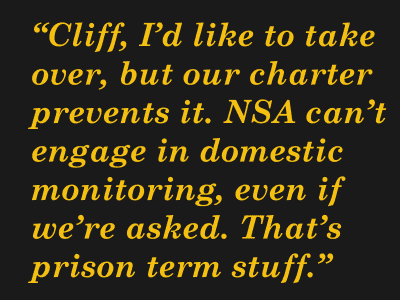 “Cliff, I’d like to take
over, but our charter
prevents it. NSA can’t
engage in domestic
monitoring, even if
we’re asked. That’s
prison term stuff.”